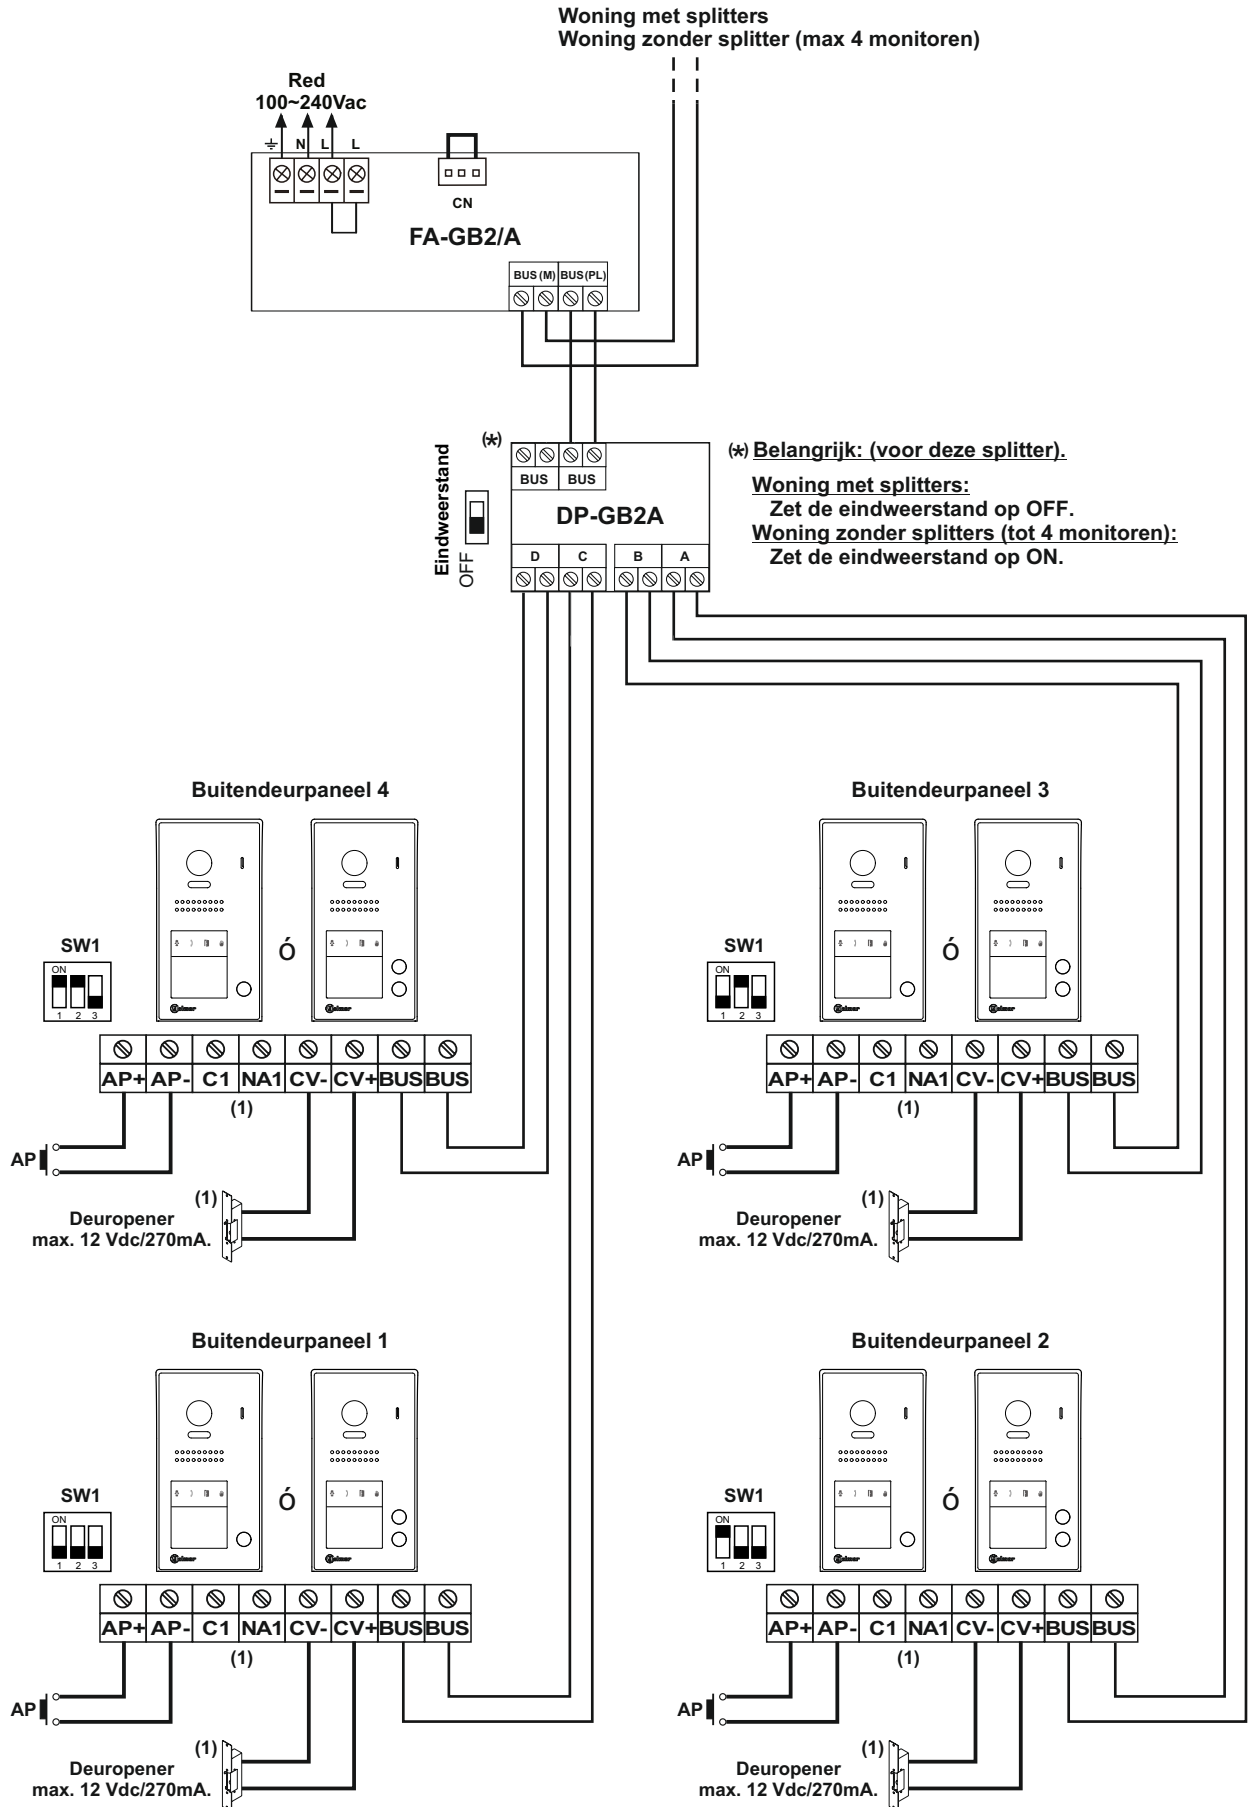 Woning met splitters
Woning zonder splitter (max 4 monitoren)
Red
100~240Vac
N L L
CN
FA-GB2/A
BUS (M) BUS (PL)
(*)
Eindweerstand
OFF
BUS BUS
DP-GB2A
D C B A
(*) Belangrijk: (voor deze splitter).
Woning met splitters:
Zet de eindweerstand op OFF.
Woning zonder splitters (tot 4 monitoren):
Zet de eindweerstand op ON.
Buitendeurpaneel 4
SW1
ON
1 2 3
ó
AP+ AP- C1 NA1 CV- CV+ BUS BUS
(1)
AP
(1)
Deuropener
max. 12 Vdc/270mA.
Buitendeurpaneel 3
SW1
ON
1 2 3
ó
AP+ AP- C1 NA1 CV- CV+ BUS BUS
(1)
AP
(1)
Deuropener
max. 12 Vdc/270mA.
Buitendeurpaneel 1
SW1
ON
1 2 3
ó
AP+ AP- C1 NA1 CV- CV+ BUS BUS
(1)
AP
(1)
Deuropener
max. 12 Vdc/270mA.
Buitendeurpaneel 2
SW1
ON
1 2 3
ó
AP+ AP- C1 NA1 CV- CV+ BUS BUS
(1)
AP
(1)
Deuropener
max. 12 Vdc/270mA.